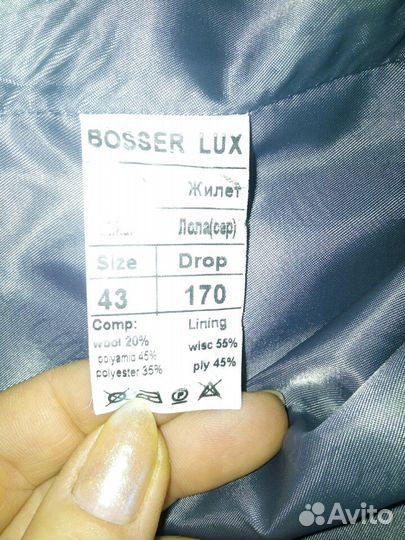 BOSSER LUX
Жилет
Лола(сер)
Size Drop
43 170
Comp: Lining
wool 20% wisc 55%
polyamid 45% ply 45%
polyester 35%
Avito